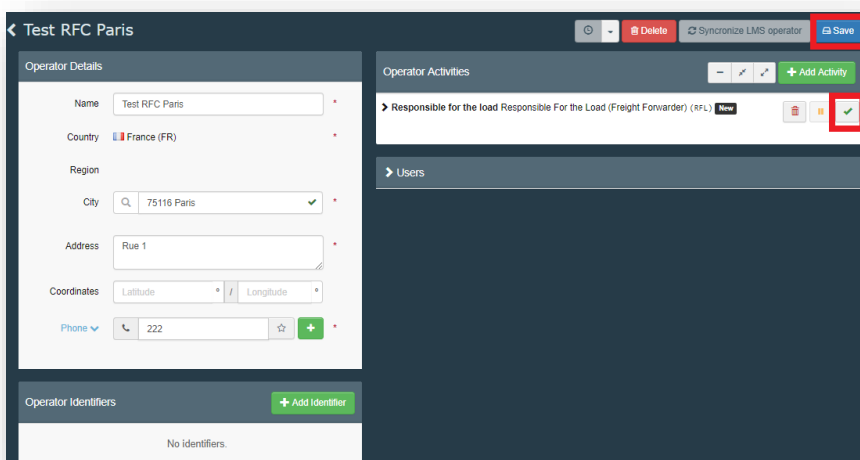 Test RFC Paris
Delete
Syncronize LMS operator
Save
Operator Details
Name
Test RFC Paris
*
Country
France (FR)
*
Region
City
75116 Paris
*
Address
Rue 1
*
Coordinates
Latitude
°
/
Longitude
°
Phone
222
*
Operator Identifiers
Add Identifier
No identifiers.
Operator Activities
Add Activity
Responsible for the load Responsible For the Load (Freight Forwarder) (RFL) New
Users